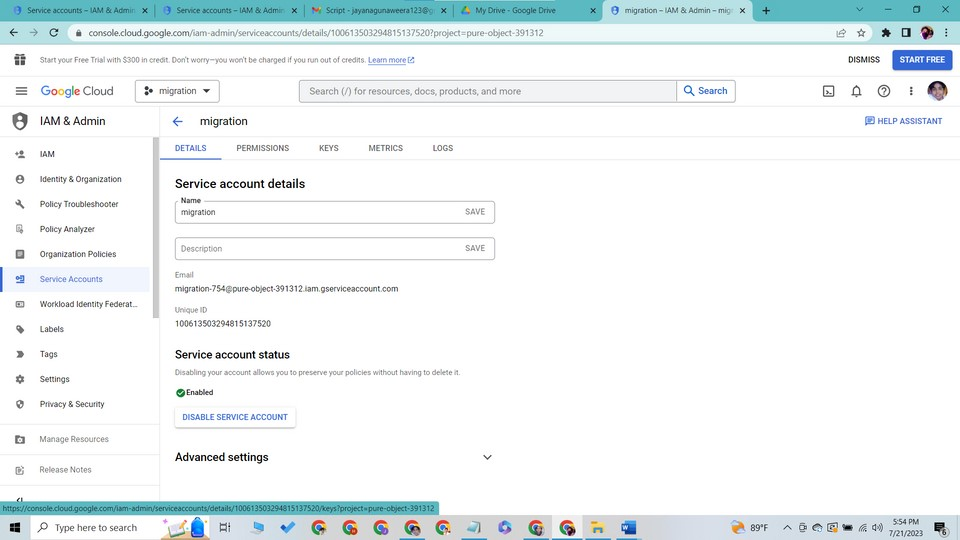 Service accounts – IAM & Admin
Service accounts – IAM & Admin
Script - jayanagunaweera123@g
My Drive - Google Drive
migration – IAM & Admin – mig
console.cloud.google.com/iam-admin/serviceaccounts/details/100613503294815137520?project=pure-object-391312
Start your Free Trial with $300 in credit. Don't worry—you won't be charged if you run out of credits. Learn more
DISMISS
START FREE
Google Cloud
migration
Search (/) for resources, docs, products, and more
Search
IAM & Admin
migration
HELP ASSISTANT
DETAILS
PERMISSIONS
KEYS
METRICS
LOGS
IAM
Identity & Organization
Policy Troubleshooter
Policy Analyzer
Organization Policies
Service Accounts
Workload Identity Federat...
Labels
Tags
Settings
Privacy & Security
Manage Resources
Release Notes
Service account details
Name
migration
SAVE
Description
SAVE
Email
migration-754@pure-object-391312.iam.gserviceaccount.com
Unique ID
100613503294815137520
Service account status
Disabling your account allows you to preserve your policies without having to delete it.
Enabled
DISABLE SERVICE ACCOUNT
Advanced settings
https://console.cloud.google.com/iam-admin/serviceaccounts/details/100613503294815137520/keys?project=pure-object-391312
Type here to search
89°F
5:54 PM
7/21/2023
6